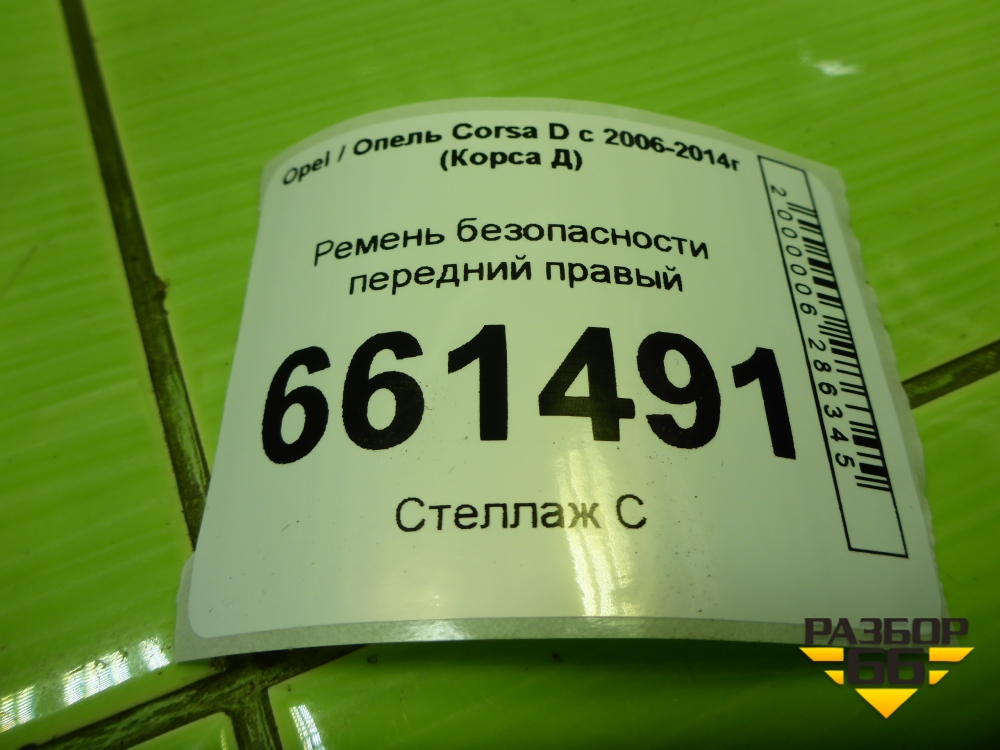 Opel / Опель Corsa D с 2006-2014г
(Корса Д)
Ремень безопасности
передний правый
661491
Стеллаж С
2000006286345
РАЗБОР
66